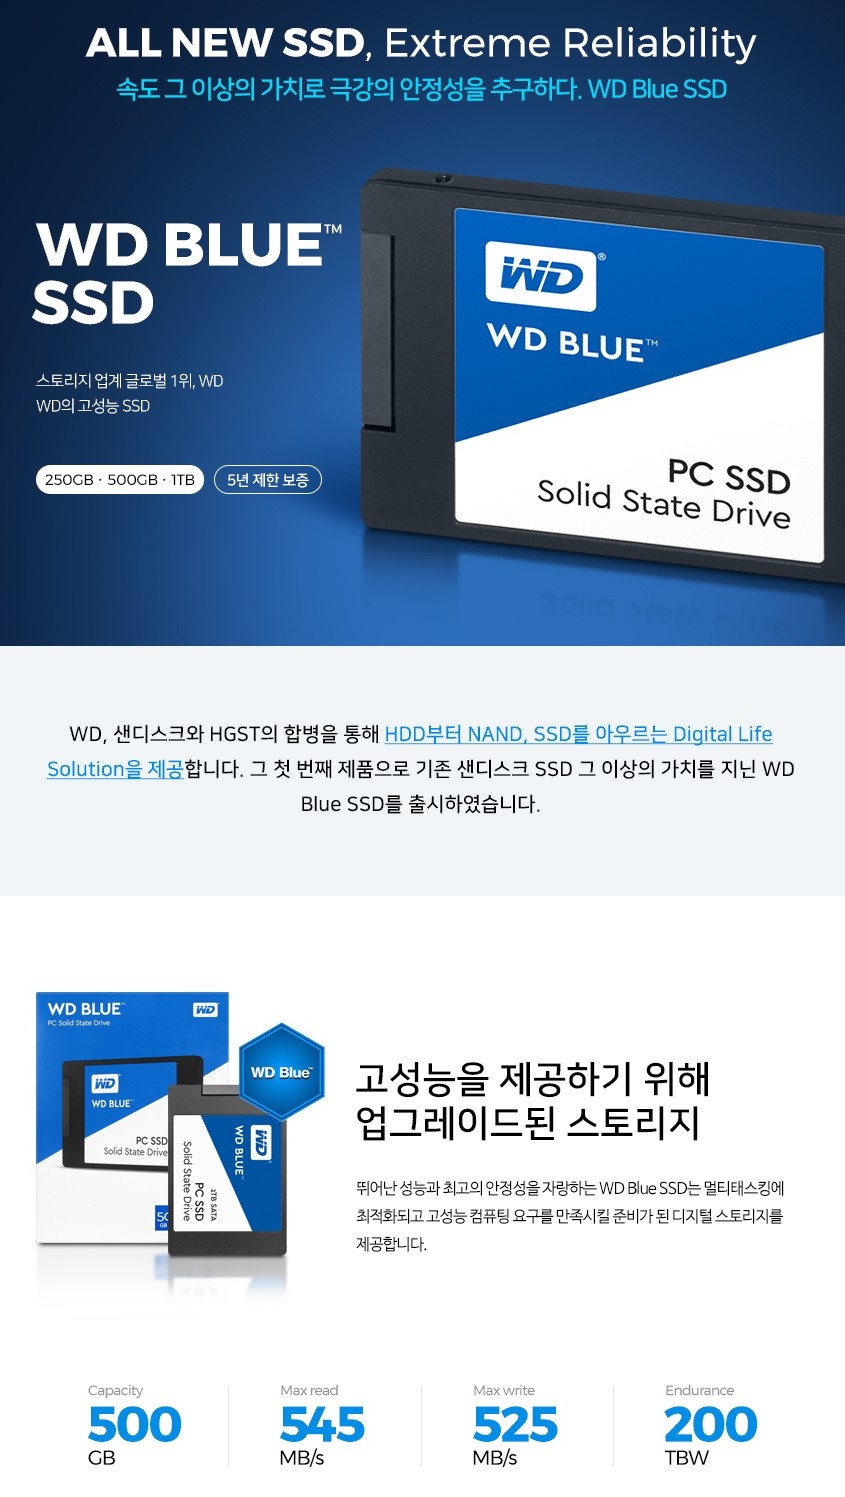 ALL NEW SSD, Extreme Reliability
속도 그 이상의 가치로 극강의 안정성을 추구하다. WD Blue SSD
WD BLUE™
SSD
스토리지 업계 글로벌 1위, WD
WD의 고성능 SSD
250GB · 500GB · 1TB
5년 제한 보증
WD®
WD BLUE™
PC SSD
Solid State Drive
WD, 샌디스크와 HGST의 합병을 통해 HDD부터 NAND, SSD를 아우르는 Digital Life
Solution을 제공합니다. 그 첫 번째 제품으로 기존 샌디스크 SSD 그 이상의 가치를 지닌 WD
Blue SSD를 출시하였습니다.
WD BLUE™
WD
PC Solid State Drive
WD
WD BLUE
PC SSD
Solid State Drive
WD Blue™
WD
WD BLUE
1TB SATA
PC SSD
Solid State Drive
고성능을 제공하기 위해
업그레이드된 스토리지
뛰어난 성능과 최고의 안정성을 자랑하는 WD Blue SSD는 멀티태스킹에
최적화되고 고성능 컴퓨팅 요구를 만족시킬 준비가 된 디지털 스토리지를
제공합니다.
Capacity
500
GB
Max read
545
MB/s
Max write
525
MB/s
Endurance
200
TBW